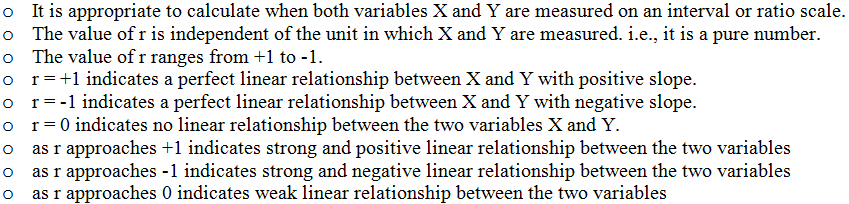 o It is appropriate to calculate when both variables X and Y are measured on an interval or ratio scale.
o The value of r is independent of the unit in which X and Y are measured. i.e., it is a pure number.
o The value of r ranges from +1 to -1.
o r = +1 indicates a perfect linear relationship between X and Y with positive slope.
o r = -1 indicates a perfect linear relationship between X and Y with negative slope.
o r = 0 indicates no linear relationship between the two variables X and Y.
o as r approaches +1 indicates strong and positive linear relationship between the two variables
o as r approaches -1 indicates strong and negative linear relationship between the two variables
o as r approaches 0 indicates weak linear relationship between the two variables